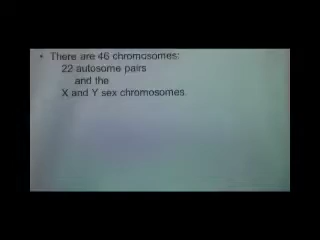 • There are 46 chromosomes:
22 autosome pairs
and the
X and Y sex chromosomes.